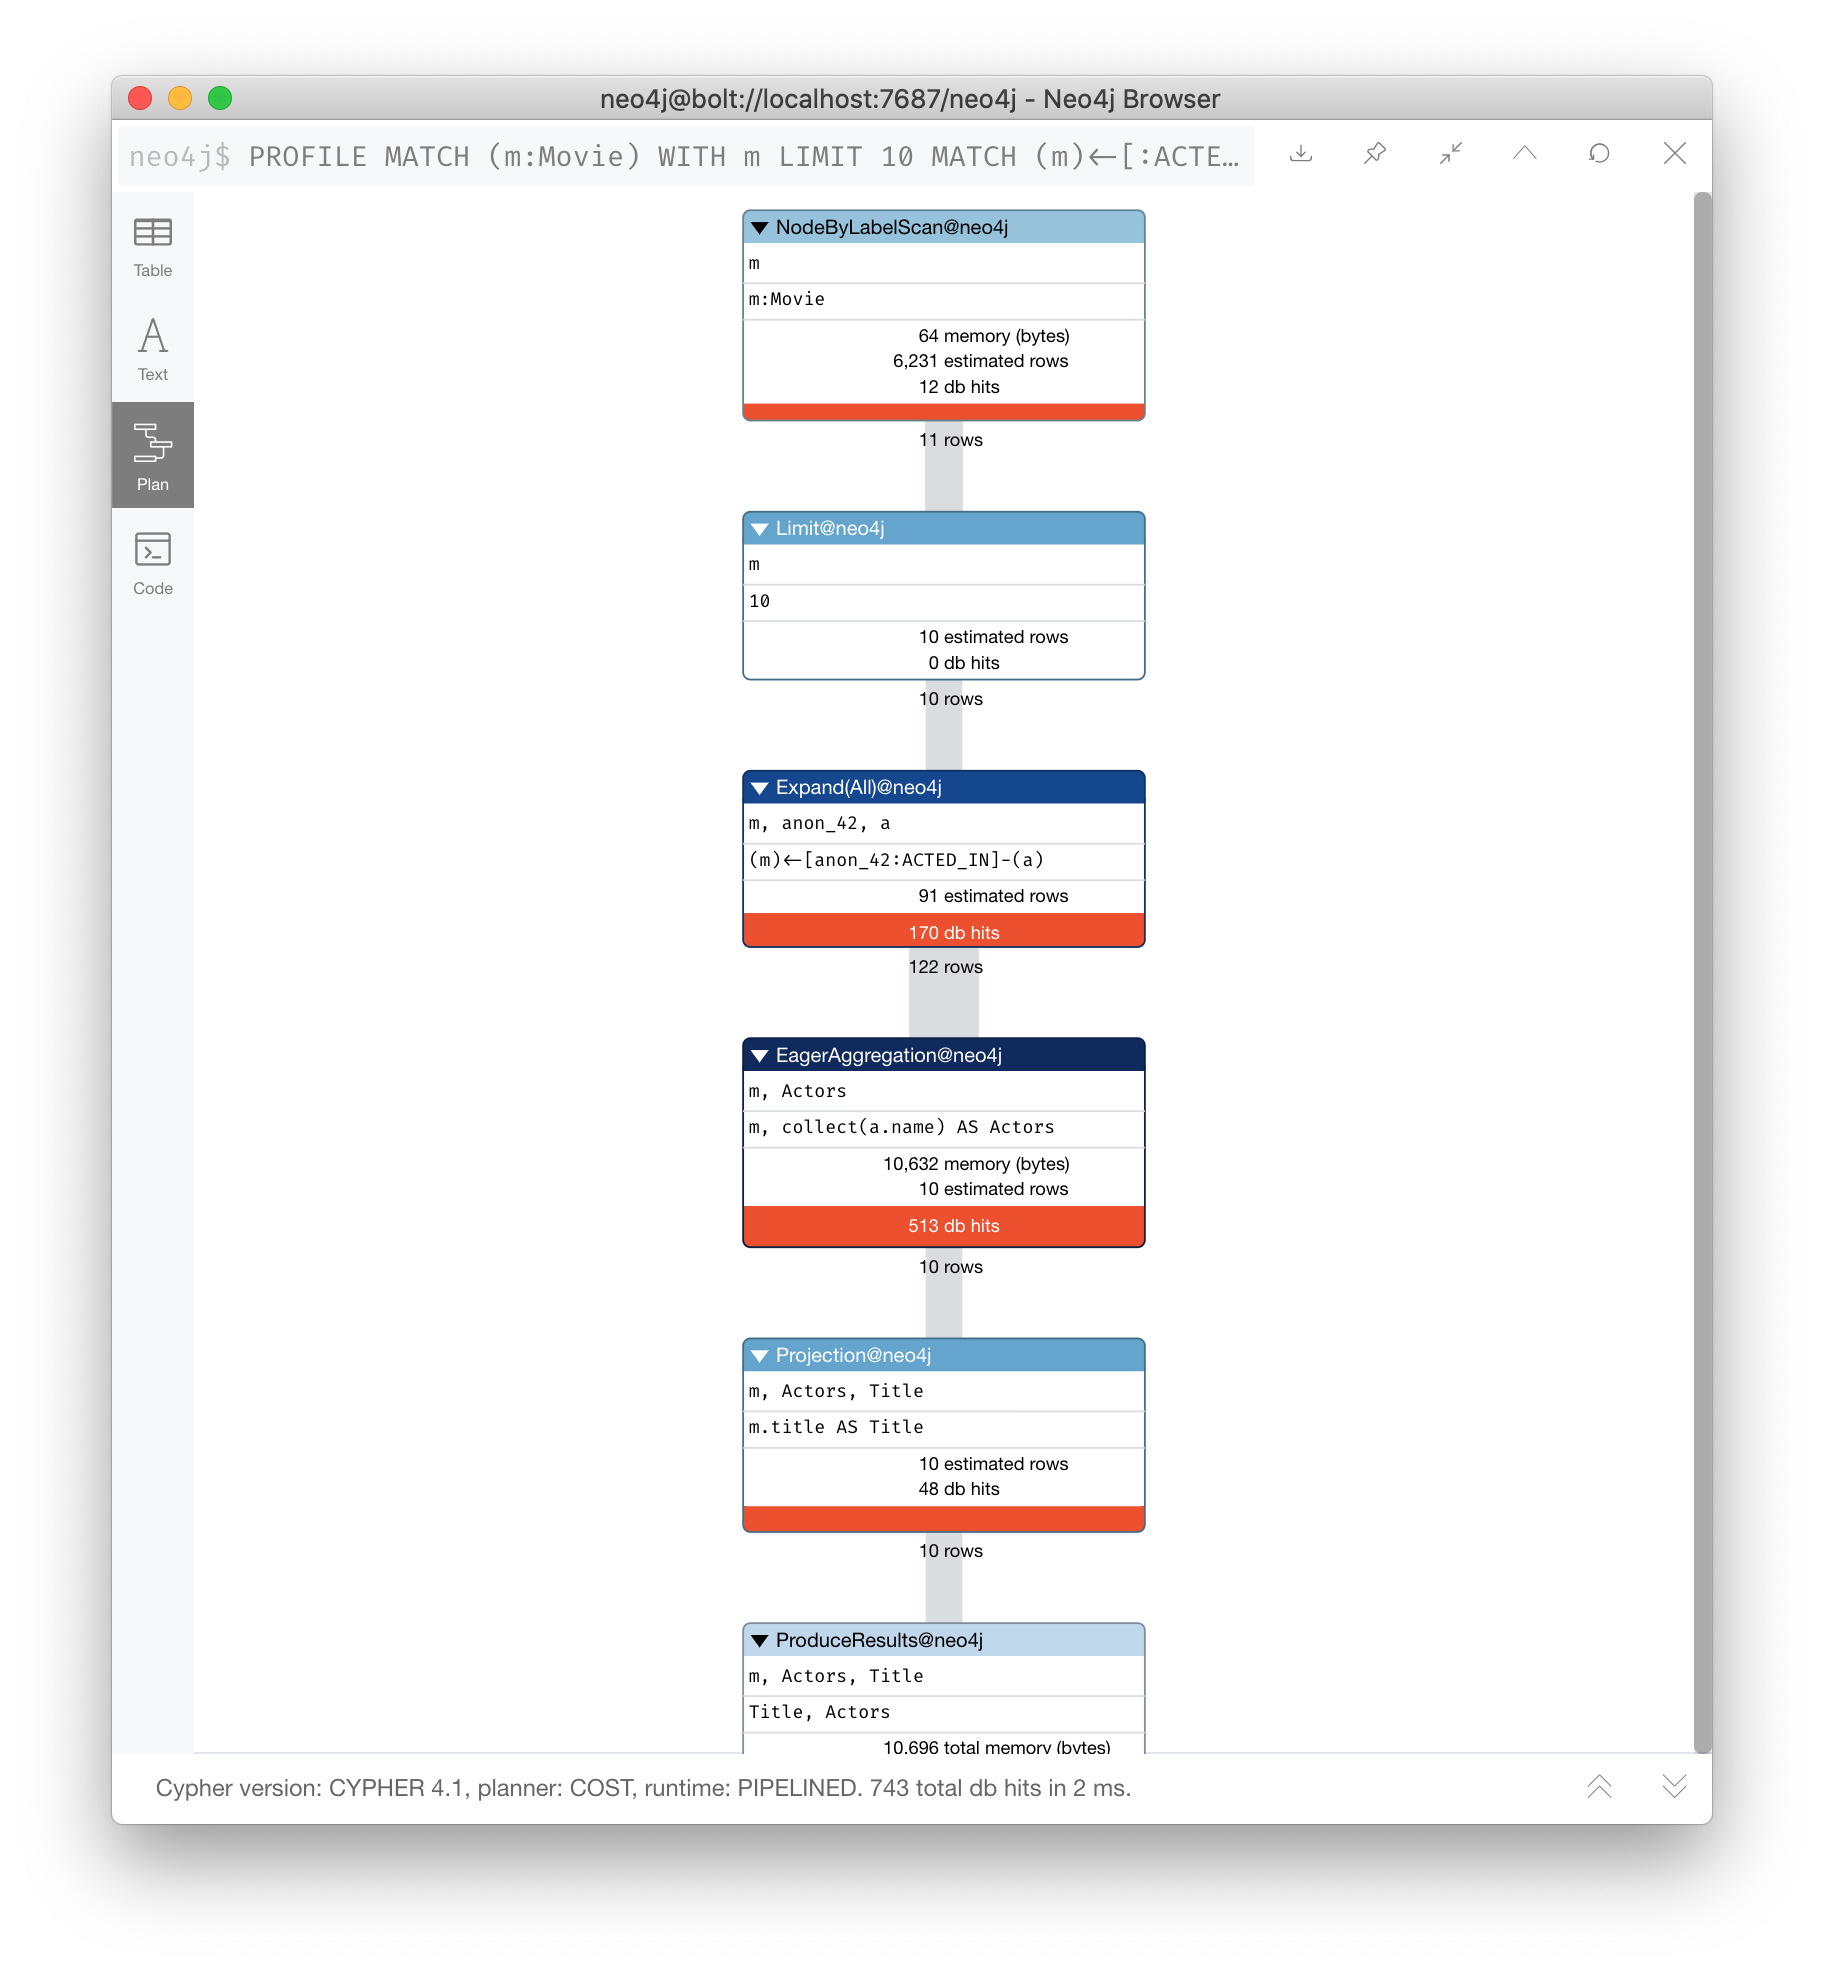 neo4j@bolt://localhost:7687/neo4j - Neo4j Browser
neo4j$ PROFILE MATCH (m:Movie) WITH m LIMIT 10 MATCH (m)<-[:ACTE…
Table
Text
Plan
Code
NodeByLabelScan@neo4j
m
m:Movie
64 memory (bytes)
6,231 estimated rows
12 db hits
11 rows
Limit@neo4j
m
10
10 estimated rows
0 db hits
10 rows
Expand(All)@neo4j
m, anon_42, a
(m)<-[anon_42:ACTED_IN]-(a)
91 estimated rows
170 db hits
122 rows
EagerAggregation@neo4j
m, Actors
m, collect(a.name) AS Actors
10,632 memory (bytes)
10 estimated rows
513 db hits
10 rows
Projection@neo4j
m, Actors, Title
m.title AS Title
10 estimated rows
48 db hits
10 rows
ProduceResults@neo4j
m, Actors, Title
Title, Actors
10,696 total memory (bytes)
Cypher version: CYPHER 4.1, planner: COST, runtime: PIPELINED. 743 total db hits in 2 ms.